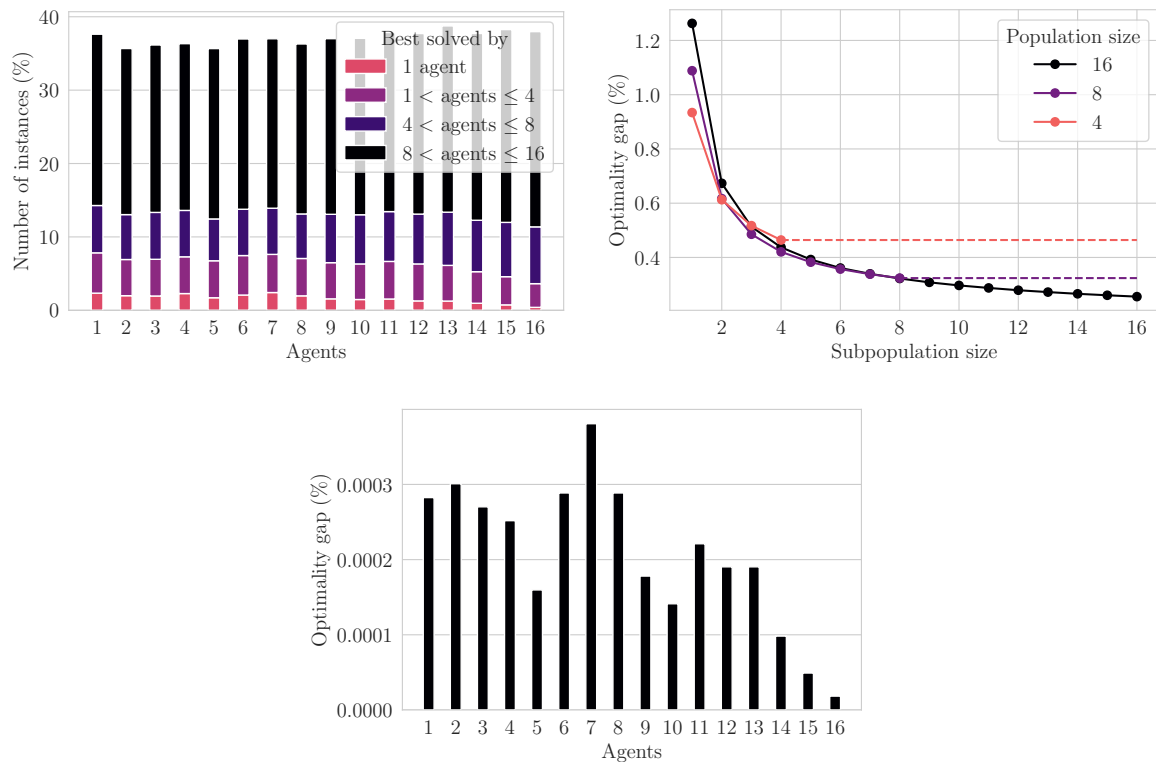 Number of instances (%)
40
30
20
10
0
Best solved by
1 agent
1 < agents ≤ 4
4 < agents ≤ 8
8 < agents ≤ 16
1 2 3 4 5 6 7 8 9 10 11 12 13 14 15 16
Agents
Optimality gap (%)
1.2
1.0
0.8
0.6
0.4
Population size
16
8
4
2 4 6 8 10 12 14 16
Subpopulation size
Optimality gap (%)
0.0003
0.0002
0.0001
0.0000
1 2 3 4 5 6 7 8 9 10 11 12 13 14 15 16
Agents